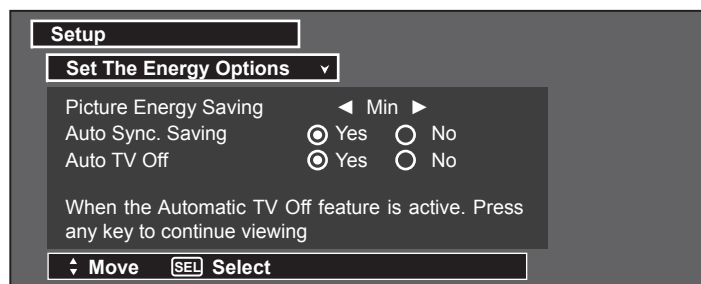 Setup
Set The Energy Options
Picture Energy Saving Min
Auto Sync. Saving Yes No
Auto TV Off Yes No
When the Automatic TV Off feature is active. Press
any key to continue viewing
Move SEL Select